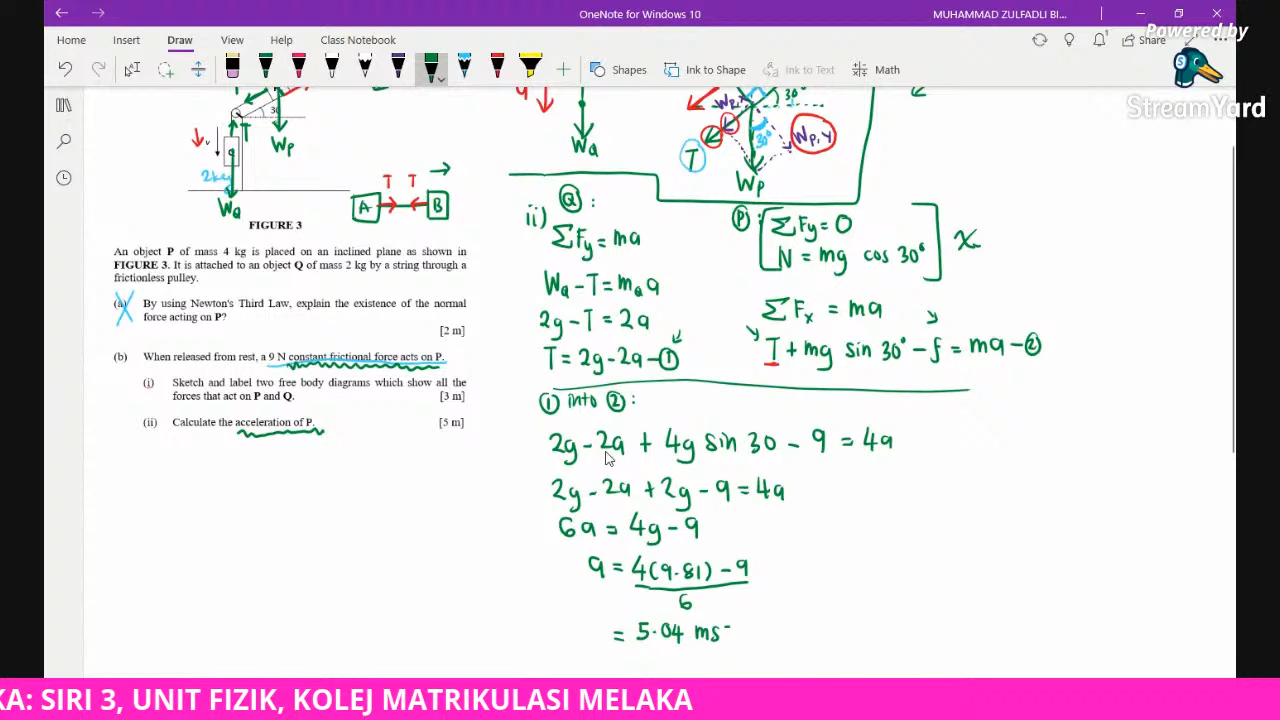 OneNote for Windows 10
MUHAMMAD ZULFADLI BI...
Powered by
StreamYard
Home
Insert
Draw
View
Help
Class Notebook
Share
Shapes
Ink to Shape
Ink to Text
Math
30
T
v
Wp
Q
2kg
WQ
T T
A
B
FIGURE 3
An object P of mass 4 kg is placed on an inclined plane as shown in
FIGURE 3. It is attached to an object Q of mass 2 kg by a string through a
frictionless pulley.
(a) By using Newton's Third Law, explain the existence of the normal
force acting on P?
[2 m]
(b) When released from rest, a 9 N constant frictional force acts on P.
(i) Sketch and label two free body diagrams which show all the
forces that act on P and Q. [3 m]
(ii) Calculate the acceleration of P. [5 m]
WQ
30°
Wp,x
Wp,y
30°
T
Wp
ii) Q :
ΣFy = ma
WQ - T = mQ a
2g - T = 2a
T = 2g - 2a - ①
P :
ΣFy = 0
N = mg cos 30°
X
ΣFx = ma
T + mg sin 30° - f = ma - ②
① into ② :
2g - 2a + 4g sin 30 - 9 = 4a
2g - 2a + 2g - 9 = 4a
6a = 4g - 9
a = 4(9.81) - 9
6
= 5.04 ms-
KA: SIRI 3, UNIT FIZIK, KOLEJ MATRIKULASI MELAKA